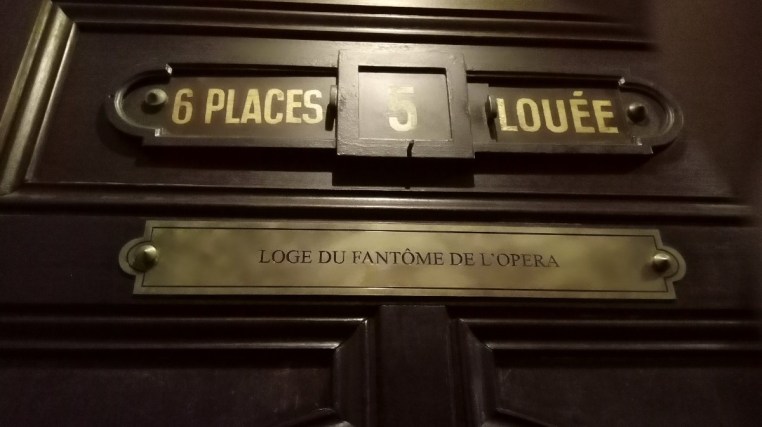 6 PLACES 5 LOUÉE
LOGE DU FANTÔME DE L'OPERA